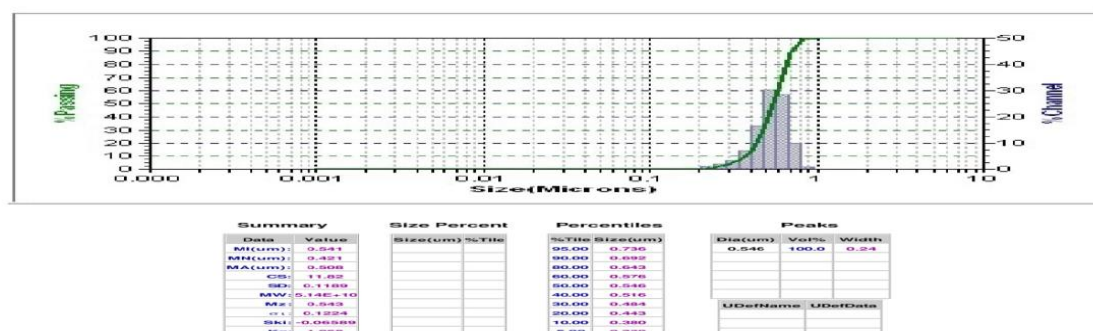 100 50
90
80 40
70
60 30
50
40 20
30
20 10
10
0 0
% Passing
% Channel
0.000 0.001 0.01 0.1 1 10
Size(Microns)
Summary Size Percent Percentiles Peaks
Data Value Size(um) %Tile %Tile Size(um) Dia(um) Vol% Width
MI(um): 0.541 95.00 0.736 0.546 100.0 0.24
MN(um): 0.421 90.00 0.692
MA(um): 0.508 80.00 0.643
CS: 11.82 60.00 0.576
SD: 0.1189 50.00 0.546
MW: 5.14E+10 40.00 0.516
Mz: 0.543 30.00 0.484 UDefName UDefData
σ1: 0.1224 20.00 0.443
Ski: -0.06589 10.00 0.380